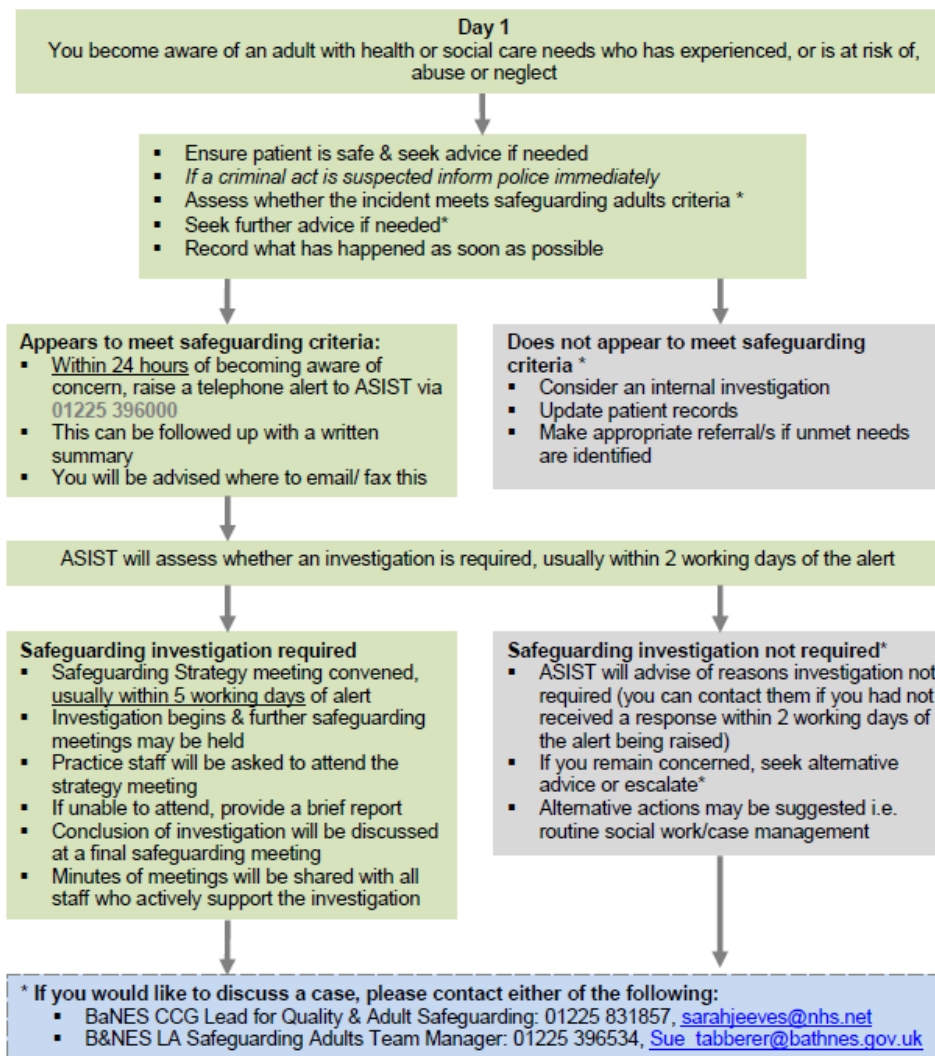 Day 1
You become aware of an adult with health or social care needs who has experienced, or is at risk of,
abuse or neglect
▪ Ensure patient is safe & seek advice if needed
▪ If a criminal act is suspected inform police immediately
▪ Assess whether the incident meets safeguarding adults criteria *
▪ Seek further advice if needed*
▪ Record what has happened as soon as possible
Appears to meet safeguarding criteria:
▪ Within 24 hours of becoming aware of
concern, raise a telephone alert to ASIST via
01225 396000
▪ This can be followed up with a written
summary
▪ You will be advised where to email/ fax this
Does not appear to meet safeguarding
criteria *
▪ Consider an internal investigation
▪ Update patient records
▪ Make appropriate referral/s if unmet needs
are identified
ASIST will assess whether an investigation is required, usually within 2 working days of the alert
Safeguarding investigation required
▪ Safeguarding Strategy meeting convened,
usually within 5 working days of alert
▪ Investigation begins & further safeguarding
meetings may be held
▪ Practice staff will be asked to attend the
strategy meeting
▪ If unable to attend, provide a brief report
▪ Conclusion of investigation will be discussed
at a final safeguarding meeting
▪ Minutes of meetings will be shared with all
staff who actively support the investigation
Safeguarding investigation not required*
▪ ASIST will advise of reasons investigation not
required (you can contact them if you had not
received a response within 2 working days of
the alert being raised)
▪ If you remain concerned, seek alternative
advice or escalate*
▪ Alternative actions may be suggested i.e.
routine social work/case management
* If you would like to discuss a case, please contact either of the following:
▪ BaNES CCG Lead for Quality & Adult Safeguarding: 01225 831857, sarahjeeves@nhs.net
▪ B&NES LA Safeguarding Adults Team Manager: 01225 396534, Sue_tabberer@bathnes.gov.uk